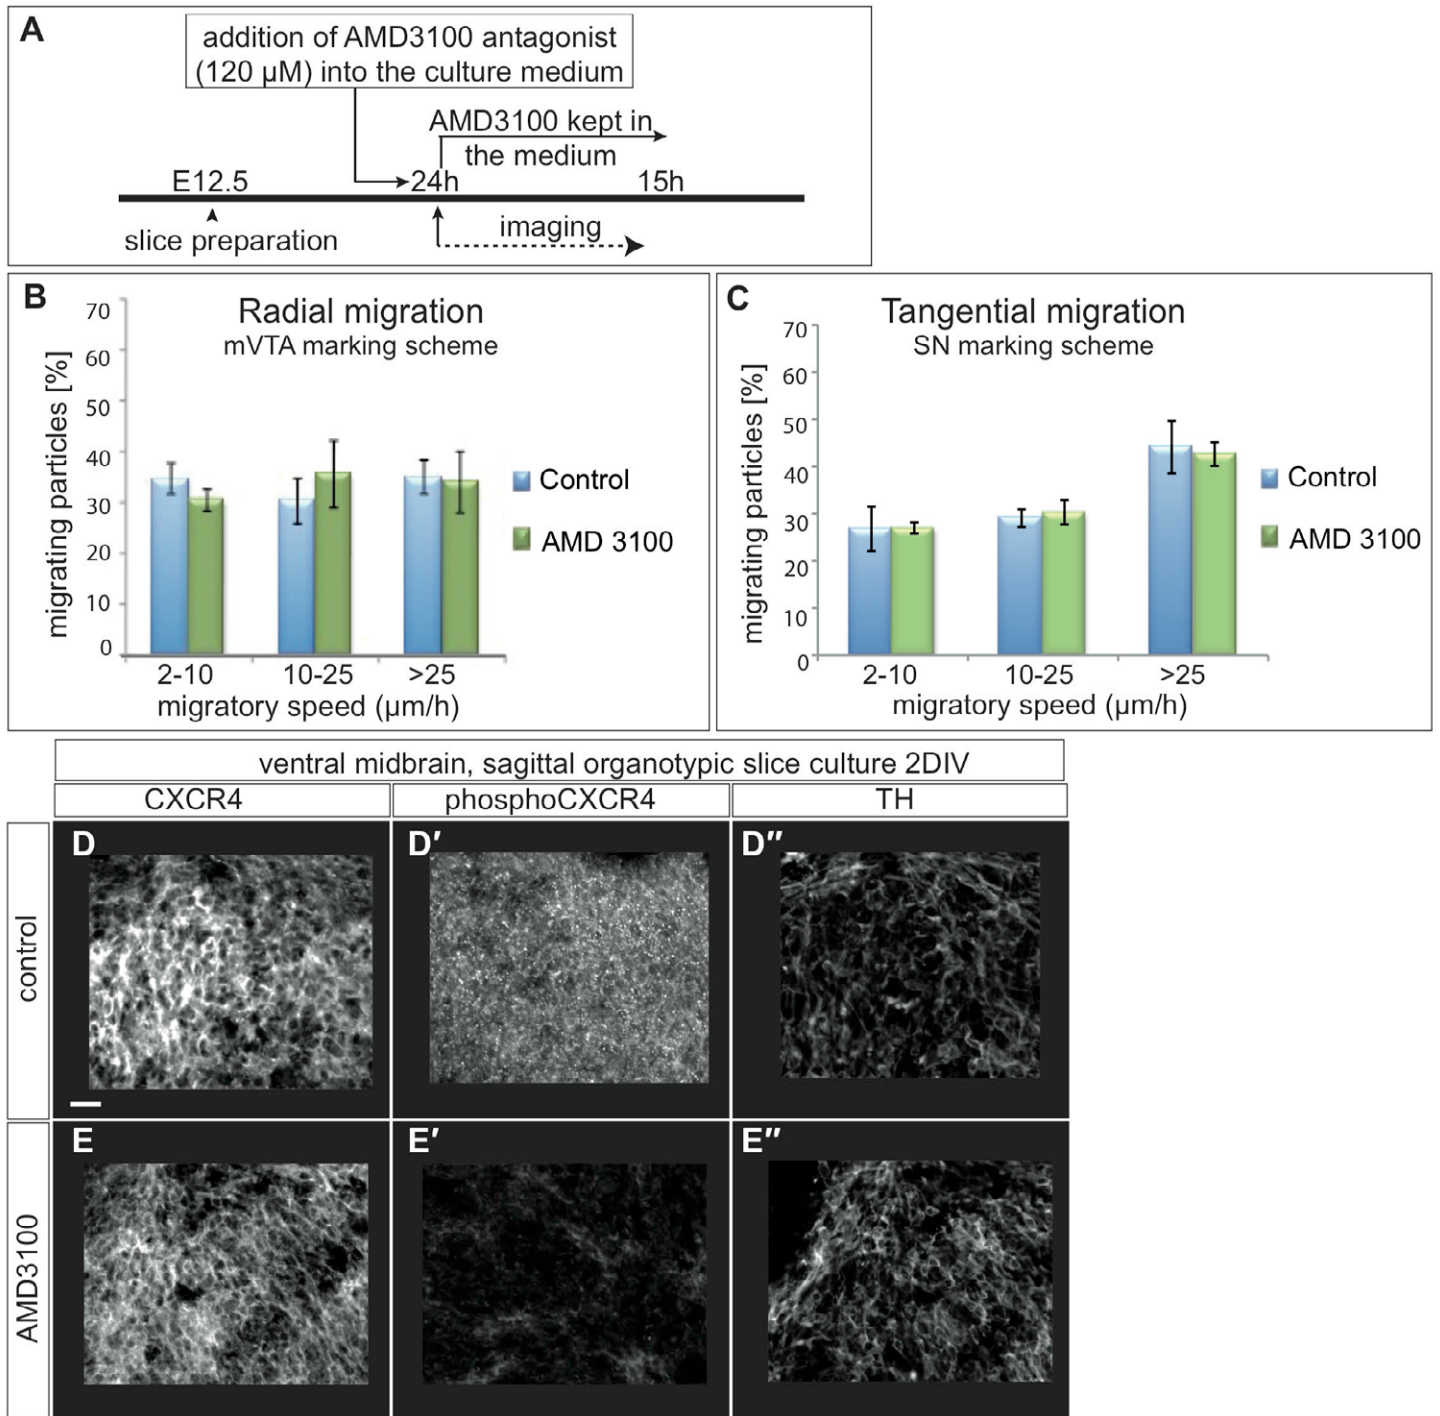 A
addition of AMD3100 antagonist
(120 µM) into the culture medium
AMD3100 kept in
the medium
E12.5
24h
15h
slice preparation
imaging
B
Radial migration
mVTA marking scheme
migrating particles [%]
70
60
50
40
30
20
10
0
2-10
10-25
>25
migratory speed (µm/h)
Control
AMD 3100
C
Tangential migration
SN marking scheme
migrating particles [%]
70
60
50
40
30
20
10
0
2-10
10-25
>25
migratory speed (µm/h)
Control
AMD 3100
ventral midbrain, sagittal organotypic slice culture 2DIV
CXCR4
phosphoCXCR4
TH
control
D
D′
D″
AMD3100
E
E′
E″